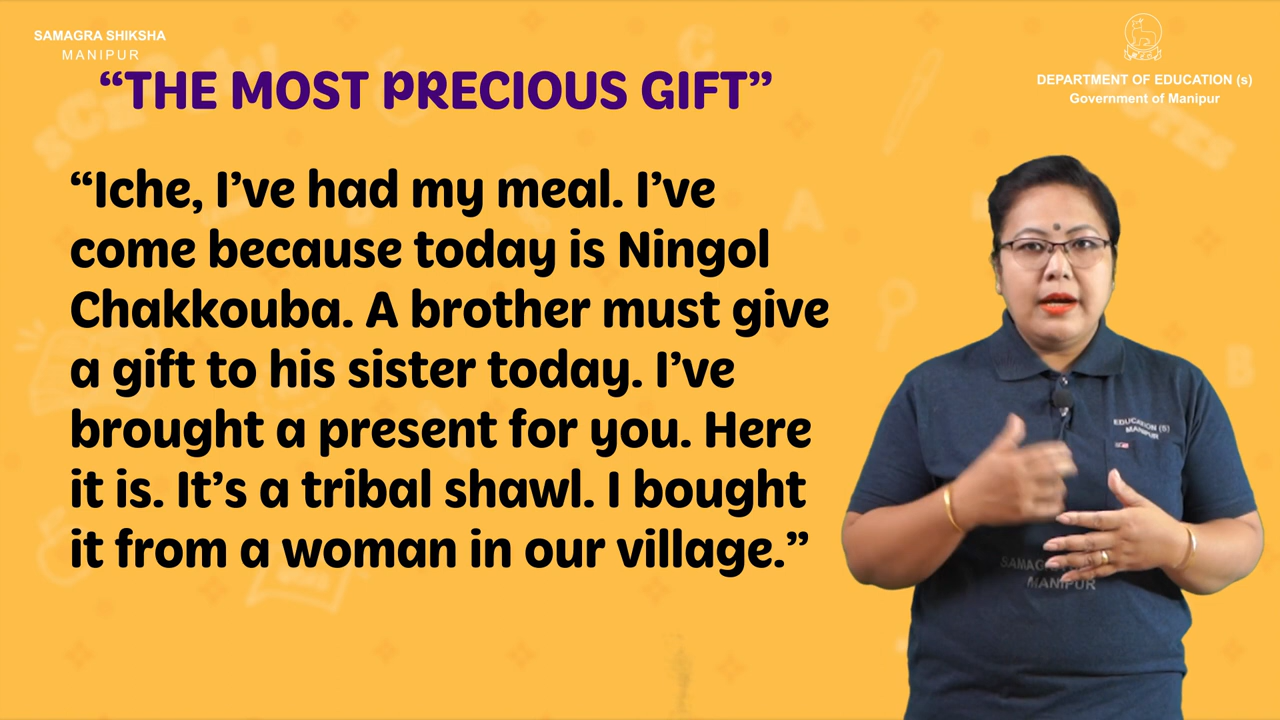 SAMAGRA SHIKSHA
MANIPUR
DEPARTMENT OF EDUCATION (s)
Government of Manipur
“THE MOST PRECIOUS GIFT”
“Iche, I’ve had my meal. I’ve
come because today is Ningol
Chakkouba. A brother must give
a gift to his sister today. I’ve
brought a present for you. Here
it is. It’s a tribal shawl. I bought
it from a woman in our village.”
EDUCATION (S)
MANIPUR
MANIPUR